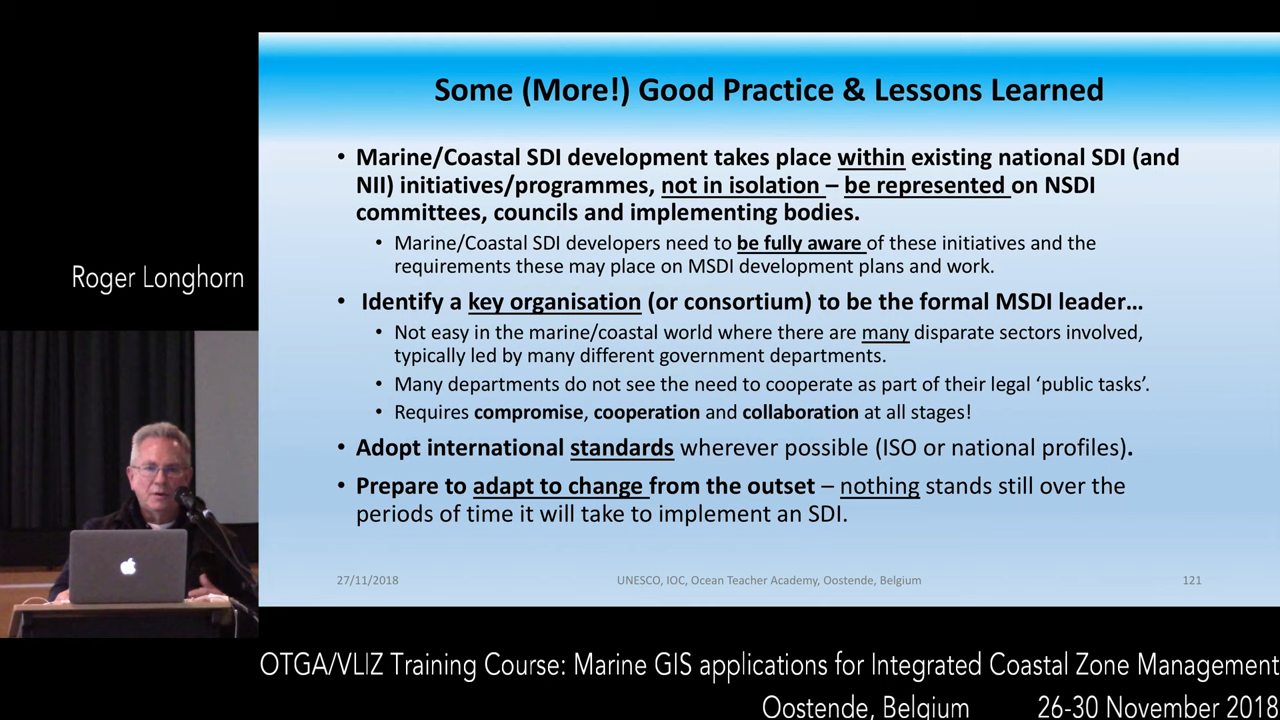 Some (More!) Good Practice & Lessons Learned
• Marine/Coastal SDI development takes place within existing national SDI (and
NII) initiatives/programmes, not in isolation – be represented on NSDI
committees, councils and implementing bodies.
• Marine/Coastal SDI developers need to be fully aware of these initiatives and the
requirements these may place on MSDI development plans and work.
• Identify a key organisation (or consortium) to be the formal MSDI leader…
• Not easy in the marine/coastal world where there are many disparate sectors involved,
typically led by many different government departments.
• Many departments do not see the need to cooperate as part of their legal ‘public tasks’.
• Requires compromise, cooperation and collaboration at all stages!
• Adopt international standards wherever possible (ISO or national profiles).
• Prepare to adapt to change from the outset – nothing stands still over the
periods of time it will take to implement an SDI.
27/11/2018
UNESCO, IOC, Ocean Teacher Academy, Oostende, Belgium
121
Roger Longhorn
OTGA/VLIZ Training Course: Marine GIS applications for Integrated Coastal Zone Management
Oostende, Belgium 26-30 November 2018